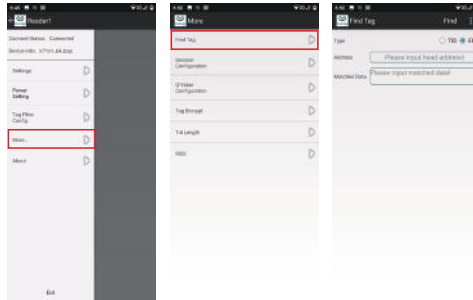 Reader1
Connect Status: Connected
Settings
Power
Setting
Tag Filter
Config
More..
About
Exit
More
Find Tag
Session
Configuration
Q Value
Configuration
Tag Encrypt
Tid Length
RSSI
Find Tag
Find
Type
TID
Address
Please input head address!
Matched Data
Please input matched data!